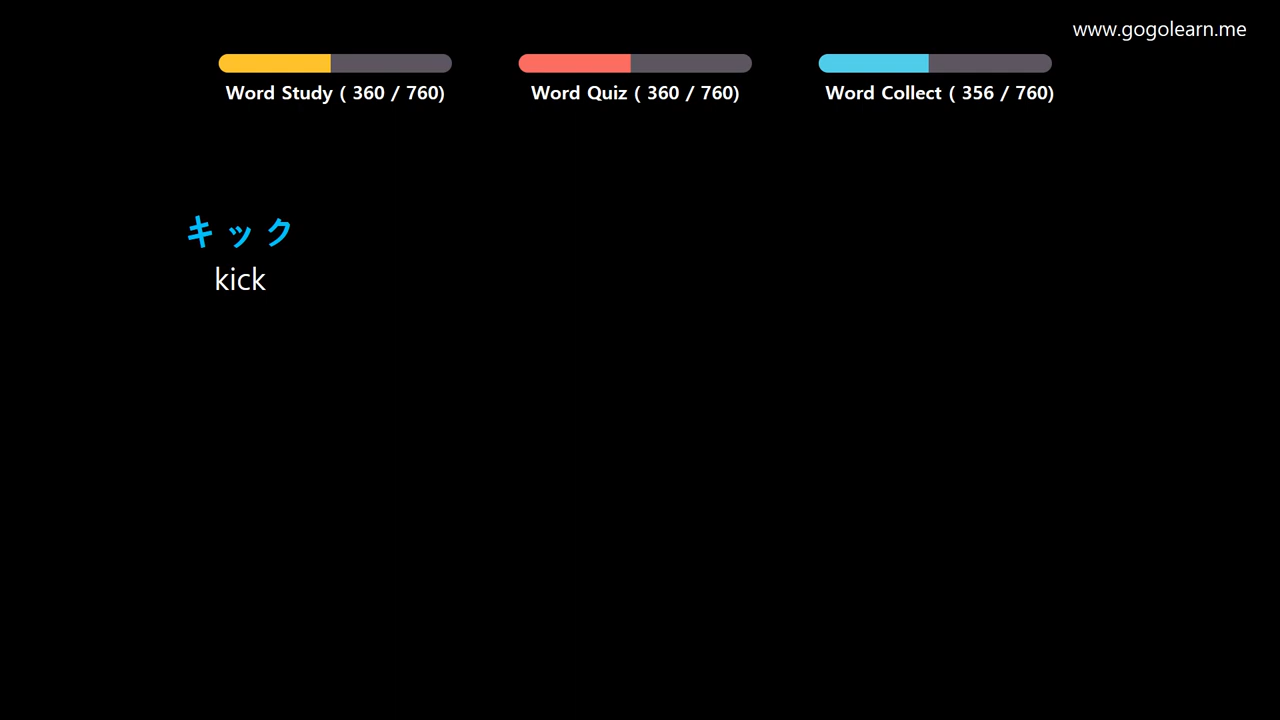 www.gogolearn.me
Word Study ( 360 / 760)
Word Quiz ( 360 / 760)
Word Collect ( 356 / 760)
キック
kick